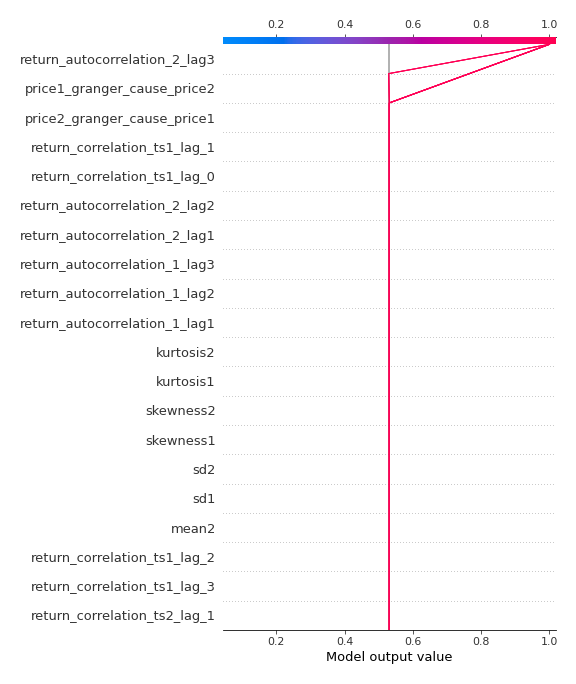 0.2 0.4 0.6 0.8 1.0
return_autocorrelation_2_lag3
price1_granger_cause_price2
price2_granger_cause_price1
return_correlation_ts1_lag_1
return_correlation_ts1_lag_0
return_autocorrelation_2_lag2
return_autocorrelation_2_lag1
return_autocorrelation_1_lag3
return_autocorrelation_1_lag2
return_autocorrelation_1_lag1
kurtosis2
kurtosis1
skewness2
skewness1
sd2
sd1
mean2
return_correlation_ts1_lag_2
return_correlation_ts1_lag_3
return_correlation_ts2_lag_1
0.2 0.4 0.6 0.8 1.0
Model output value